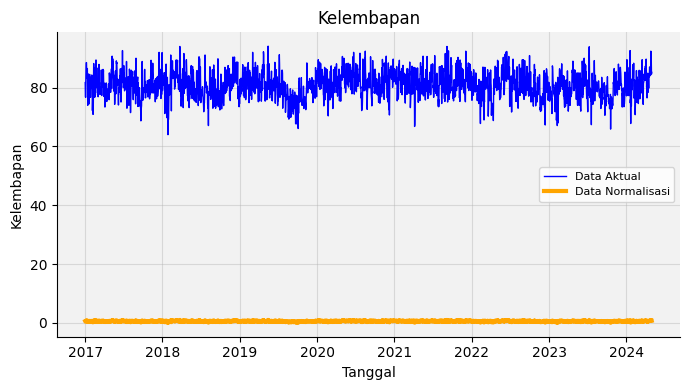 Kelembapan
80
60
40
20
0
Kelembapan
Data Aktual
Data Normalisasi
2017 2018 2019 2020 2021 2022 2023 2024
Tanggal